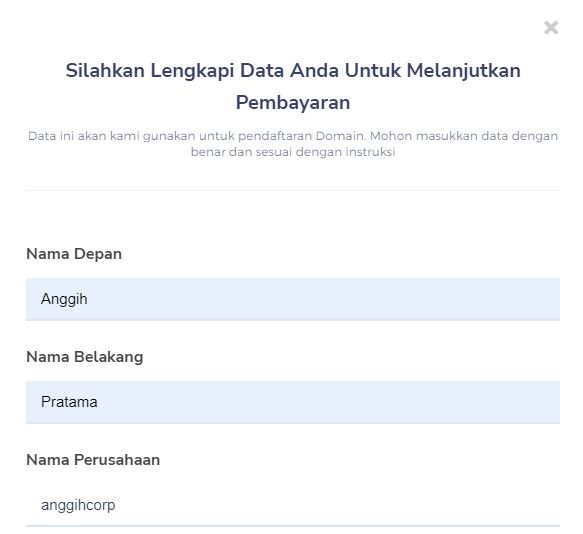 Silahkan Lengkapi Data Anda Untuk Melanjutkan
Pembayaran
Data ini akan kami gunakan untuk pendaftaran Domain. Mohon masukkan data dengan
benar dan sesuai dengan instruksi
Nama Depan
Anggih
Nama Belakang
Pratama
Nama Perusahaan
anggihcorp